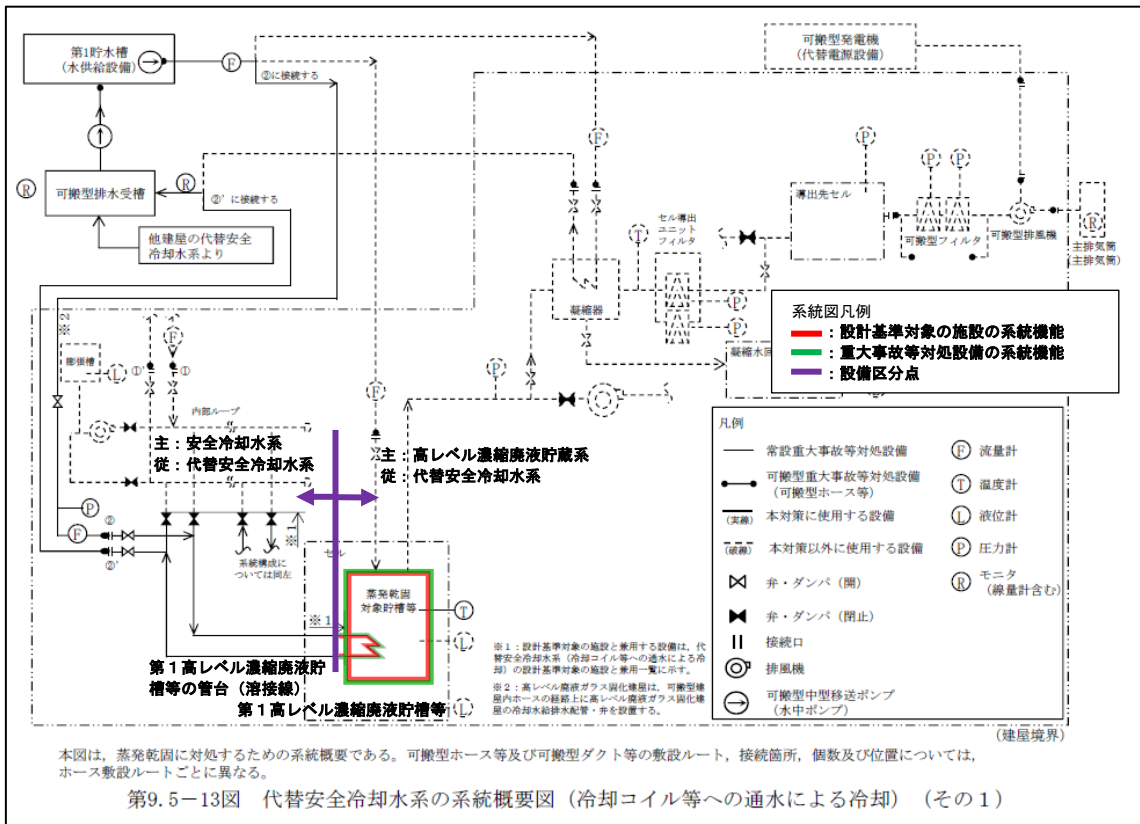 第1貯水槽
(水供給設備)
F
②に接続する
可搬型発電機
(代替電源設備)
R
可搬型排水受槽
R
②’に接続する
他建屋の代替安全
冷却水系より
F
P
P
P
導出先セル
セル導出
ユニット
フィルタ
T
可搬型フィルタ
可搬型排風機
R
主排気筒
(主排気筒)
凝縮器
P
P
系統図凡例
:設計基準対象の施設の系統機能
:重大事故等対処設備の系統機能
:設備区分点
凝縮水回
※2
F
膨張槽
L
①’
①
F
P
内部ループ
主:安全冷却水系
従:代替安全冷却水系
主:高レベル濃縮廃液貯蔵系
従:代替安全冷却水系
P
F
②
②’
系統構成に
ついては同左
※1
セル
蒸発乾固
対象貯槽等
T
※1
L
第1高レベル濃縮廃液貯
槽等の管台(溶接線)
第1高レベル濃縮廃液貯槽等
L
※1:設計基準対象の施設と兼用する設備は,代
替安全冷却水系(冷却コイル等への通水による冷
却)の設計基準対象の施設と兼用一覧に示す。
※2:高レベル廃液ガラス固化建屋は,可搬型建
屋内ホースの経路上に高レベル廃液ガラス固化建
屋の冷却水給排水配管・弁を設置する。
凡例
常設重大事故等対処設備
可搬型重大事故等対処設備
(可搬型ホース等)
(実線)
本対策に使用する設備
(破線)
本対策以外に使用する設備
弁・ダンパ(開)
弁・ダンパ(閉止)
接続口
排風機
可搬型中型移送ポンプ
(水中ポンプ)
F 流量計
T 温度計
L 液位計
P 圧力計
R モニタ
(線量計含む)
(建屋境界)
本図は,蒸発乾固に対処するための系統概要である。可搬型ホース等及び可搬型ダクト等の敷設ルート,接続箇所,個数及び位置については,
ホース敷設ルートごとに異なる。
第9.5-13図 代替安全冷却水系の系統概要図(冷却コイル等への通水による冷却)(その1)